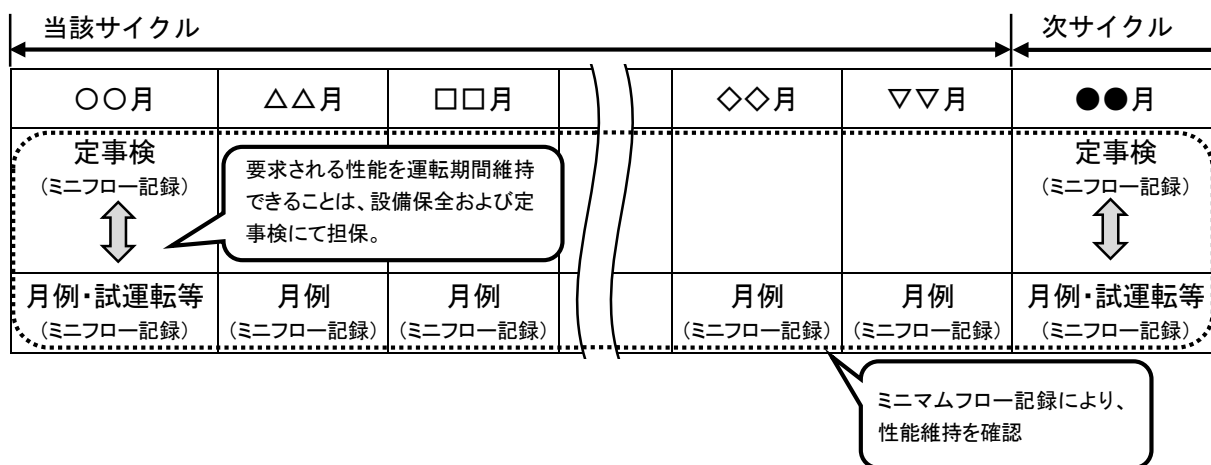 当該サイクル
次サイクル
〇〇月
△△月
□□月
◇◇月
▽▽月
●●月
定事検
(ミニフロー記録)
要求される性能を運転期間維持
できることは、設備保全および定
事検にて担保。
定事検
(ミニフロー記録)
月例・試運転等
(ミニフロー記録)
月例
(ミニフロー記録)
月例
(ミニフロー記録)
月例
(ミニフロー記録)
月例
(ミニフロー記録)
月例・試運転等
(ミニフロー記録)
ミニマムフロー記録により、
性能維持を確認